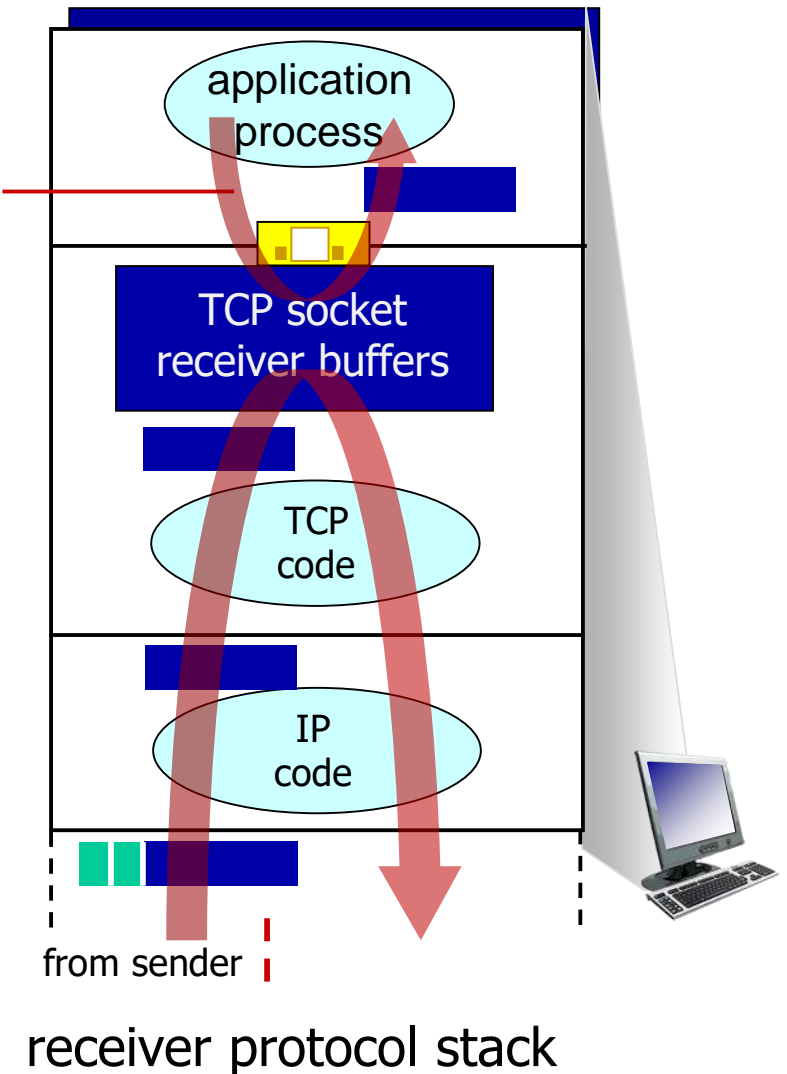 application
process
TCP socket
receiver buffers
TCP
code
IP
code
from sender
receiver protocol stack